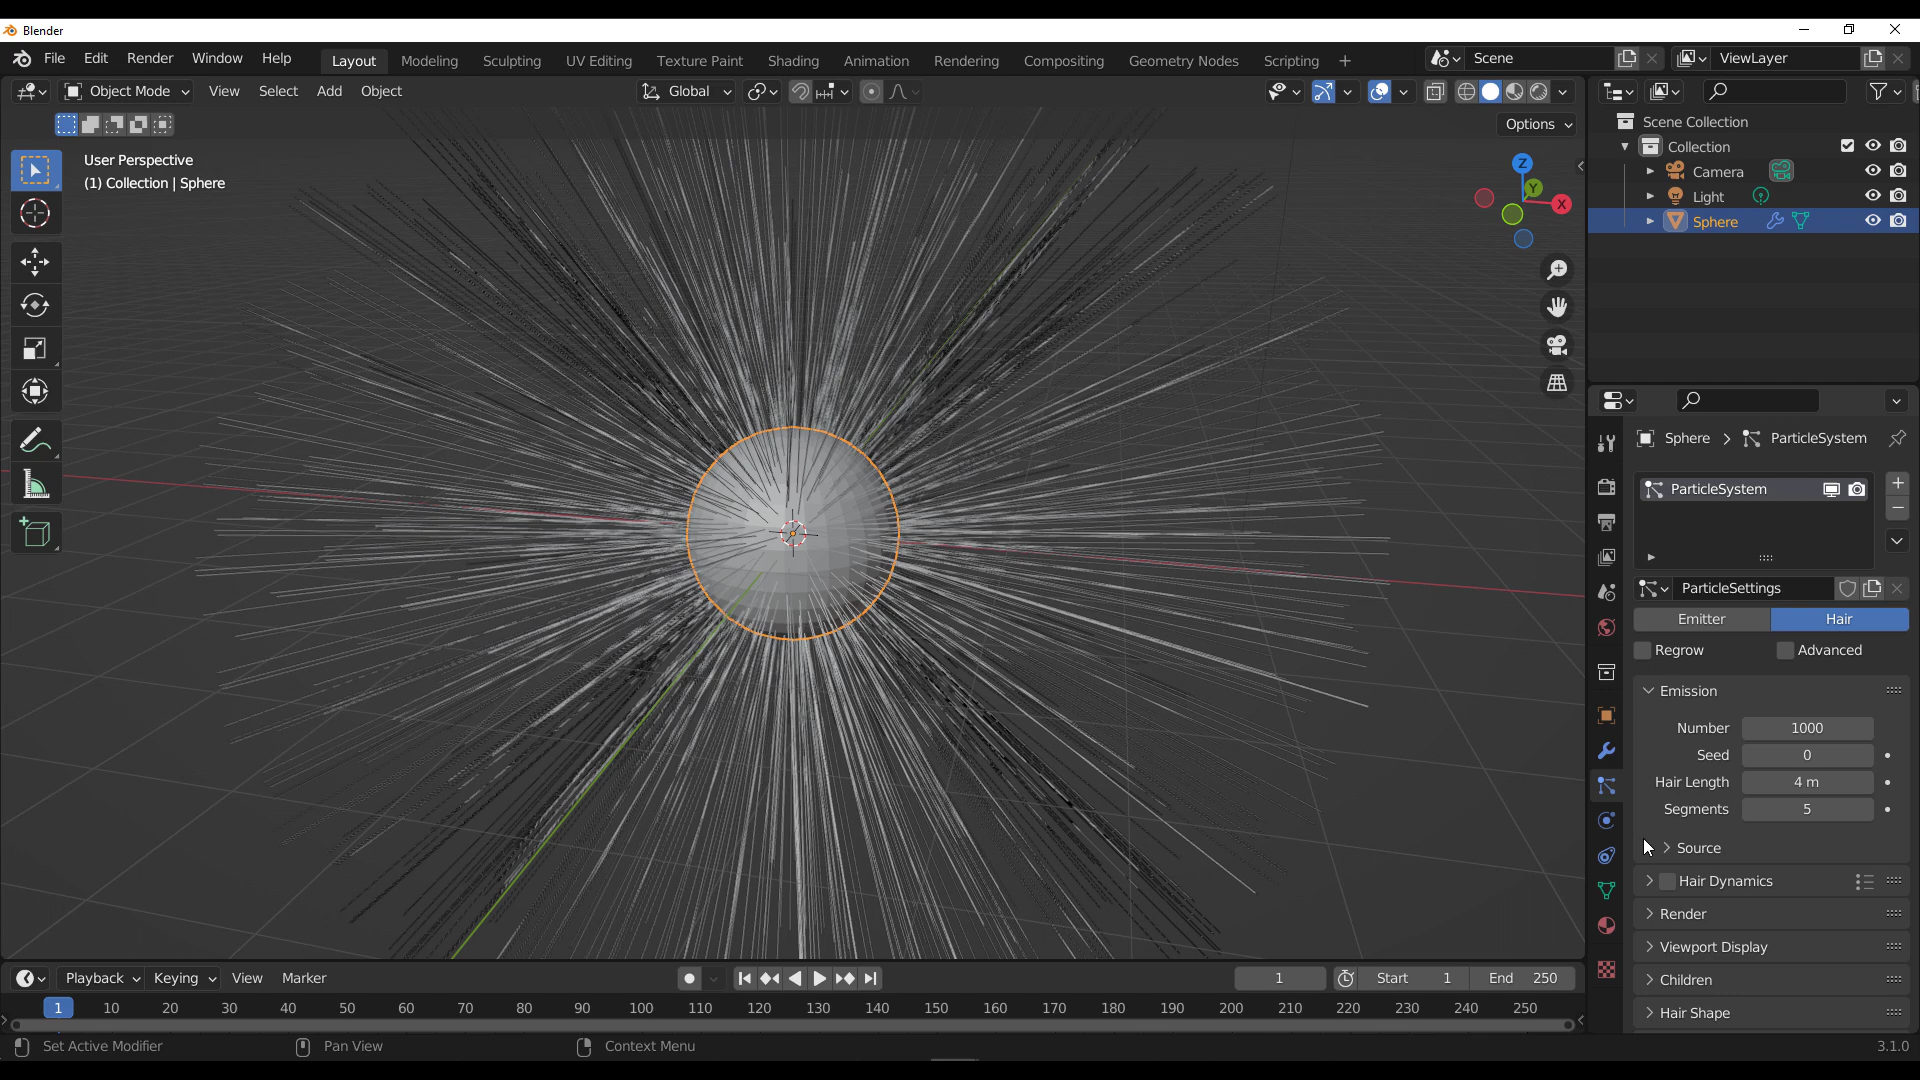 Blender
File Edit Render Window Help Layout Modeling Sculpting UV Editing Texture Paint Shading Animation Rendering Compositing Geometry Nodes Scripting + Scene ViewLayer
Object Mode View Select Add Object Global
Options
User Perspective
(1) Collection | Sphere
Z
Y
X
Scene Collection
Collection
Camera
Light
Sphere
Sphere > ParticleSystem
ParticleSystem
ParticleSettings
Emitter Hair
Regrow Advanced
Emission
Number 1000
Seed 0
Hair Length 4 m
Segments 5
Source
Hair Dynamics
Render
Viewport Display
Children
Hair Shape
Playback Keying View Marker 1 Start 1 End 250
1 10 20 30 40 50 60 70 80 90 100 110 120 130 140 150 160 170 180 190 200 210 220 230 240 250
Set Active Modifier Pan View Context Menu 3.1.0